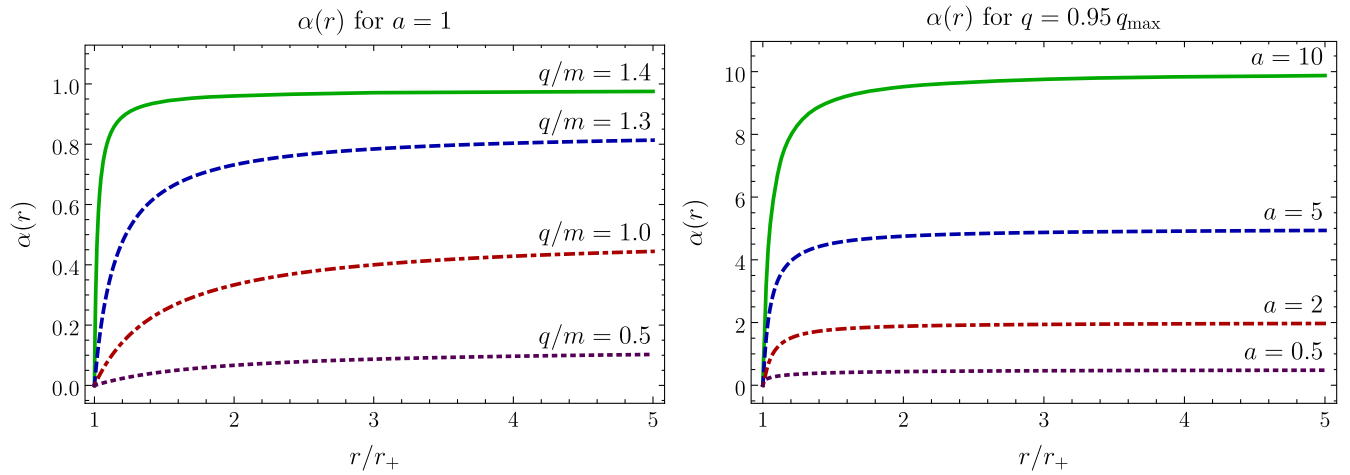 α(r) for a = 1
α(r)
1.0
0.8
0.6
0.4
0.2
0.0
q/m = 1.4
q/m = 1.3
q/m = 1.0
q/m = 0.5
1 2 3 4 5
r/r₊
α(r) for q = 0.95 qmax
α(r)
10
8
6
4
2
0
a = 10
a = 5
a = 2
a = 0.5
1 2 3 4 5
r/r₊